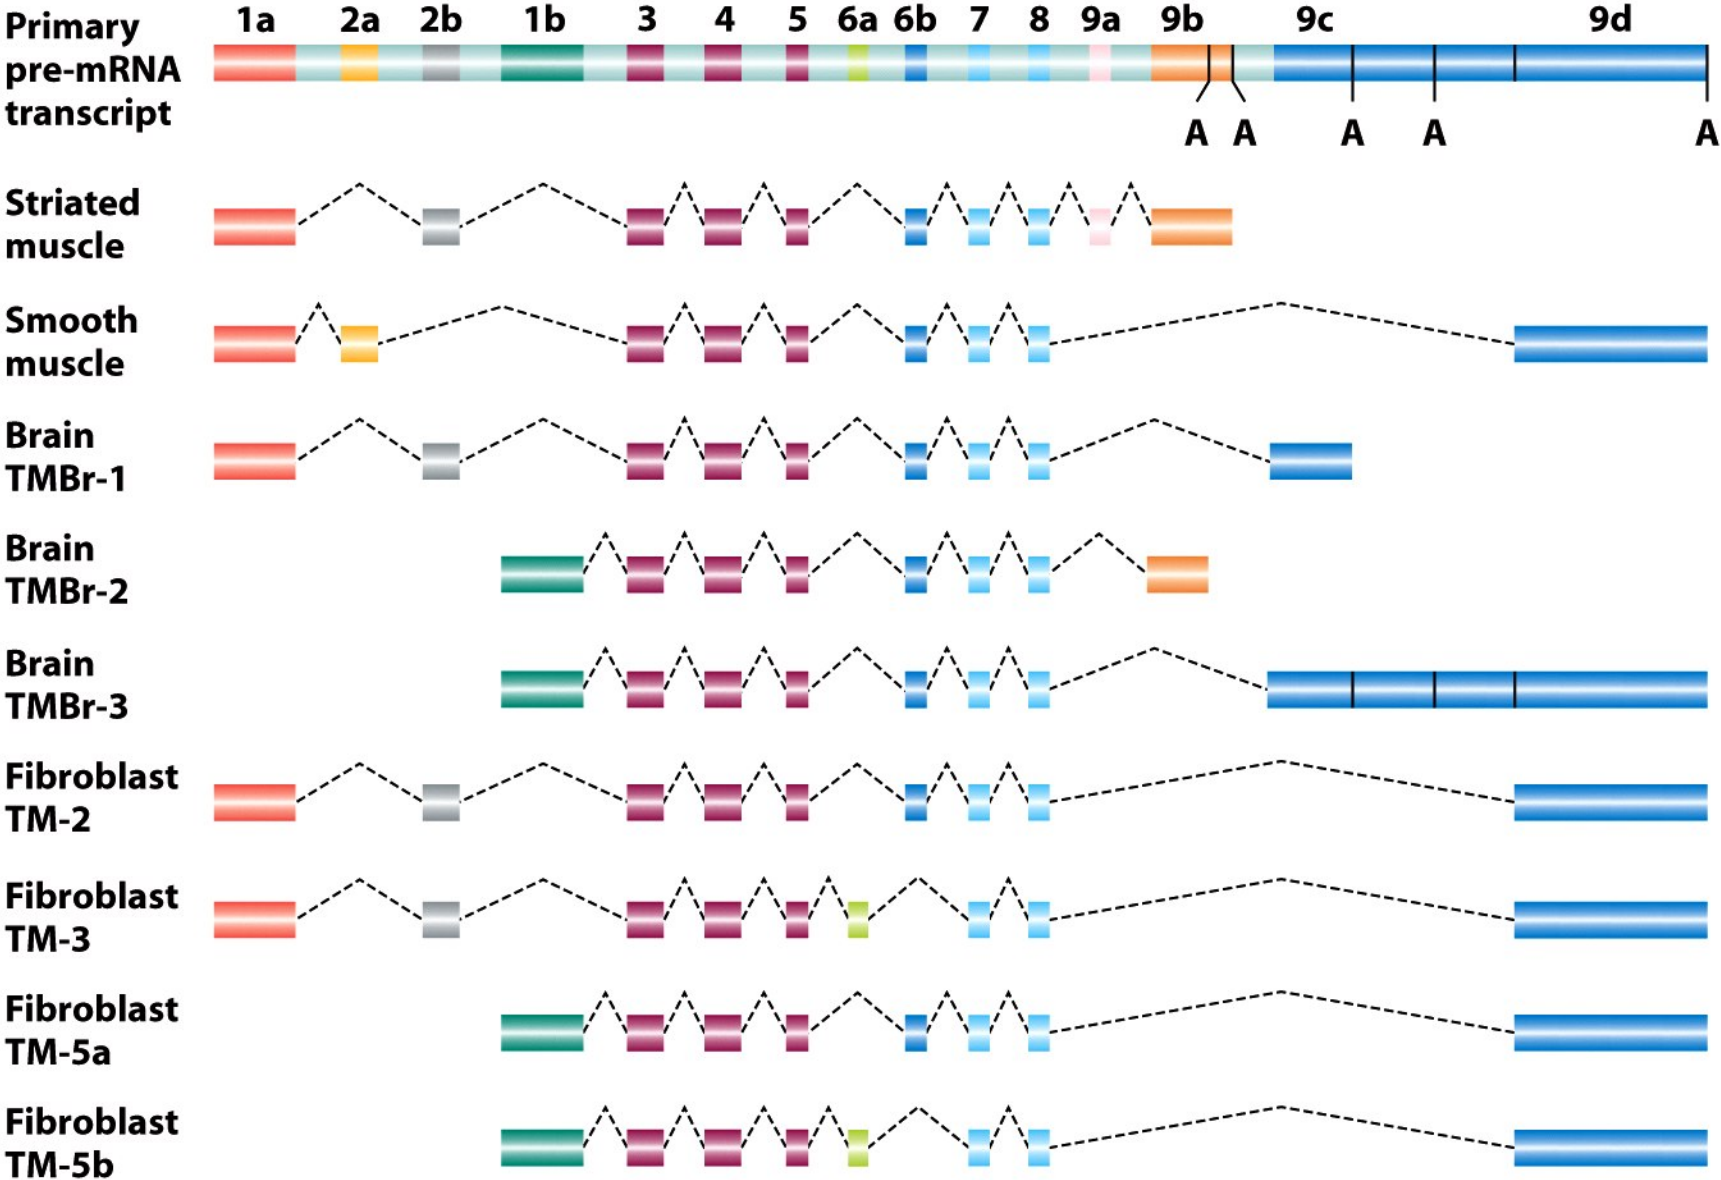 Primary
pre-mRNA
transcript
1a 2a 2b 1b 3 4 5 6a 6b 7 8 9a 9b 9c 9d
A A A A A
Striated
muscle
Smooth
muscle
Brain
TMBr-1
Brain
TMBr-2
Brain
TMBr-3
Fibroblast
TM-2
Fibroblast
TM-3
Fibroblast
TM-5a
Fibroblast
TM-5b